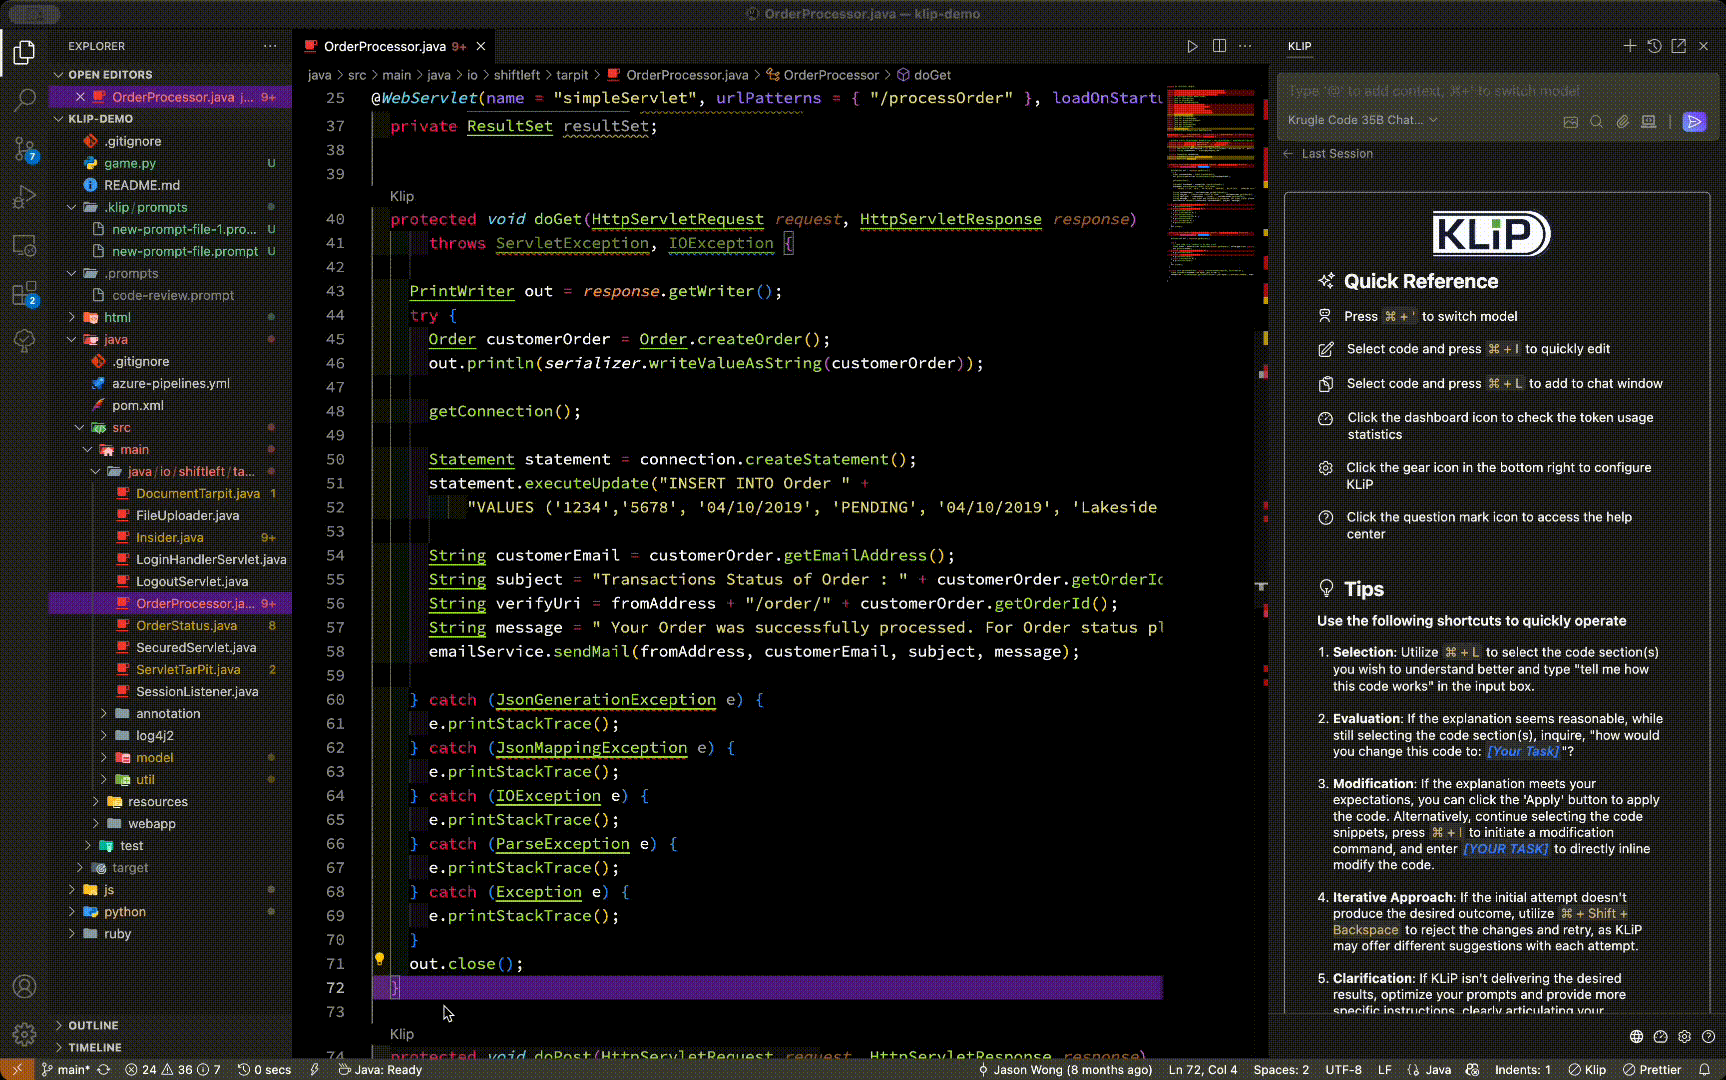 OrderProcessor.java — klip-demo
EXPLORER
OPEN EDITORS
OrderProcessor.java j... 9+
KLIP-DEMO
.gitignore
game.py U
README.md
.klip/prompts
new-prompt-file-1.pro... U
new-prompt-file.prompt U
.prompts
code-review.prompt
html
java
.gitignore
azure-pipelines.yml
pom.xml
src
main
java/io/shiftleft/ta...
DocumentTarpit.java 1
FileUploader.java
Insider.java 9+
LoginHandlerServlet.java
LogoutServlet.java
OrderProcessor.ja... 9+
OrderStatus.java 8
SecuredServlet.java
ServletTarPit.java 2
SessionListener.java
annotation
log4j2
model
util
resources
webapp
test
target
js
python
ruby
OUTLINE
TIMELINE
7
2
OrderProcessor.java 9+
java > src > main > java > io > shiftleft > tarpit > OrderProcessor.java > OrderProcessor > doGet
25 @WebServlet(name = "simpleServlet", urlPatterns = { "/processOrder" }, loadOnStartu
37 private ResultSet resultSet;
38
39
Klip
40 protected void doGet(HttpServletRequest request, HttpServletResponse response)
41 throws ServletException, IOException {
42
43 PrintWriter out = response.getWriter();
44 try {
45 Order customerOrder = Order.createOrder();
46 out.println(serializer.writeValueAsString(customerOrder));
47
48 getConnection();
49
50 Statement statement = connection.createStatement();
51 statement.executeUpdate("INSERT INTO Order " +
52 "VALUES ('1234','5678', '04/10/2019', 'PENDING', '04/10/2019', 'Lakeside
53
54 String customerEmail = customerOrder.getEmailAddress();
55 String subject = "Transactions Status of Order : " + customerOrder.getOrderId
56 String verifyUri = fromAddress + "/order/" + customerOrder.getOrderId();
57 String message = " Your Order was successfully processed. For Order status pl
58 emailService.sendMail(fromAddress, customerEmail, subject, message);
59
60 } catch (JsonGenerationException e) {
61 e.printStackTrace();
62 } catch (JsonMappingException e) {
63 e.printStackTrace();
64 } catch (IOException e) {
65 e.printStackTrace();
66 } catch (ParseException e) {
67 e.printStackTrace();
68 } catch (Exception e) {
69 e.printStackTrace();
70 }
71 out.close();
72 }
73
Klip
74 protected void doPost(HttpServletRequest request, HttpServletResponse response)
KLIP
Type '@' to add context, ⌘+' to switch model
Krugle Code 35B Chat...
Last Session
KLiP
Quick Reference
Press ⌘ + ' to switch model
Select code and press ⌘ + I to quickly edit
Select code and press ⌘ + L to add to chat window
Click the dashboard icon to check the token usage
statistics
Click the gear icon in the bottom right to configure
KLiP
Click the question mark icon to access the help
center
Tips
Use the following shortcuts to quickly operate
1. Selection: Utilize ⌘ + L to select the code section(s)
you wish to understand better and type "tell me how
this code works" in the input box.
2. Evaluation: If the explanation seems reasonable, while
still selecting the code section(s), inquire, "how would
you change this code to: [Your Task] "?
3. Modification: If the explanation meets your
expectations, you can click the 'Apply' button to apply
the code. Alternatively, continue selecting the code
snippets, press ⌘ + I to initiate a modification
command, and enter [YOUR TASK] to directly inline
modify the code.
4. Iterative Approach: If the initial attempt doesn't
produce the desired outcome, utilize ⌘ + Shift +
Backspace to reject the changes and retry, as KLiP
may offer different suggestions with each attempt.
5. Clarification: If KLiP isn't delivering the desired
results, optimize your prompts and provide more
specific instructions, clearly articulating your
main* 24 36 7 0 secs Java: Ready Jason Wong (8 months ago) Ln 72, Col 4 Spaces: 2 UTF-8 LF {} Java Indents: 1 Klip Prettier